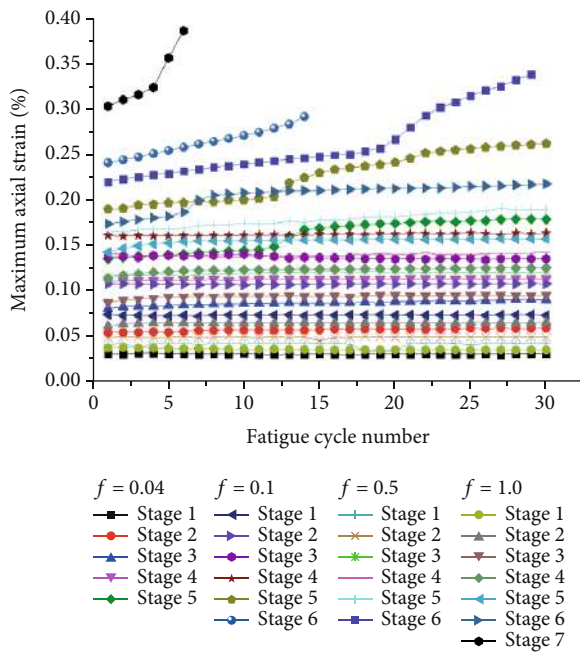 0.40
0.35
0.30
0.25
0.20
0.15
0.10
0.05
0.00
Maximum axial strain (%)
0 5 10 15 20 25 30
Fatigue cycle number
f = 0.04
Stage 1
Stage 2
Stage 3
Stage 4
Stage 5
f = 0.1
Stage 1
Stage 2
Stage 3
Stage 4
Stage 5
Stage 6
f = 0.5
Stage 1
Stage 2
Stage 3
Stage 4
Stage 5
Stage 6
f = 1.0
Stage 1
Stage 2
Stage 3
Stage 4
Stage 5
Stage 6
Stage 7